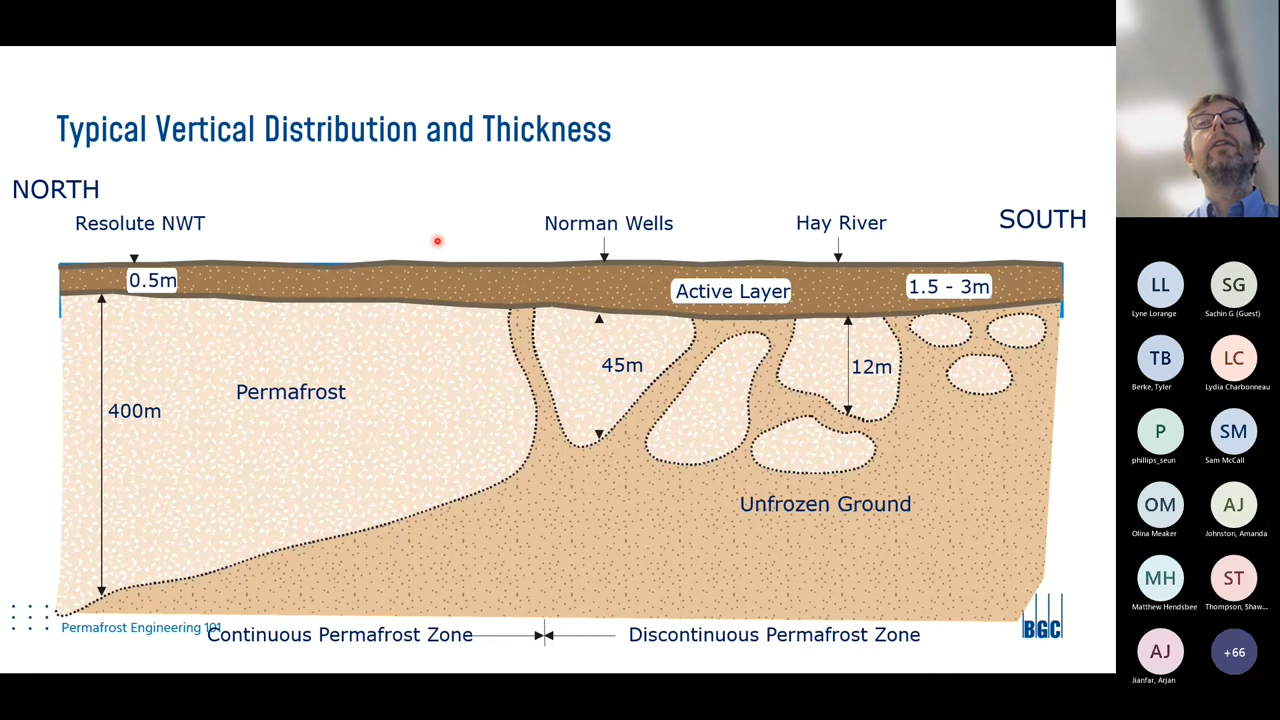 Typical Vertical Distribution and Thickness
NORTH
SOUTH
Resolute NWT
Norman Wells
Hay River
0.5m
Active Layer
1.5 - 3m
45m
12m
Permafrost
400m
Unfrozen Ground
Permafrost Engineering 101
Continuous Permafrost Zone
Discontinuous Permafrost Zone
BGC
LL
SG
Lyne Lorange
Sachin G (Guest)
TB
LC
Berke, Tyler
Lydia Charbonneau
P
SM
phillips_seun
Sam McCall
OM
AJ
Olina Meaker
Johnston, Amanda
MH
ST
Matthew Hendsbee
Thompson, Shaw...
AJ
+66
Jianfar, Arjan